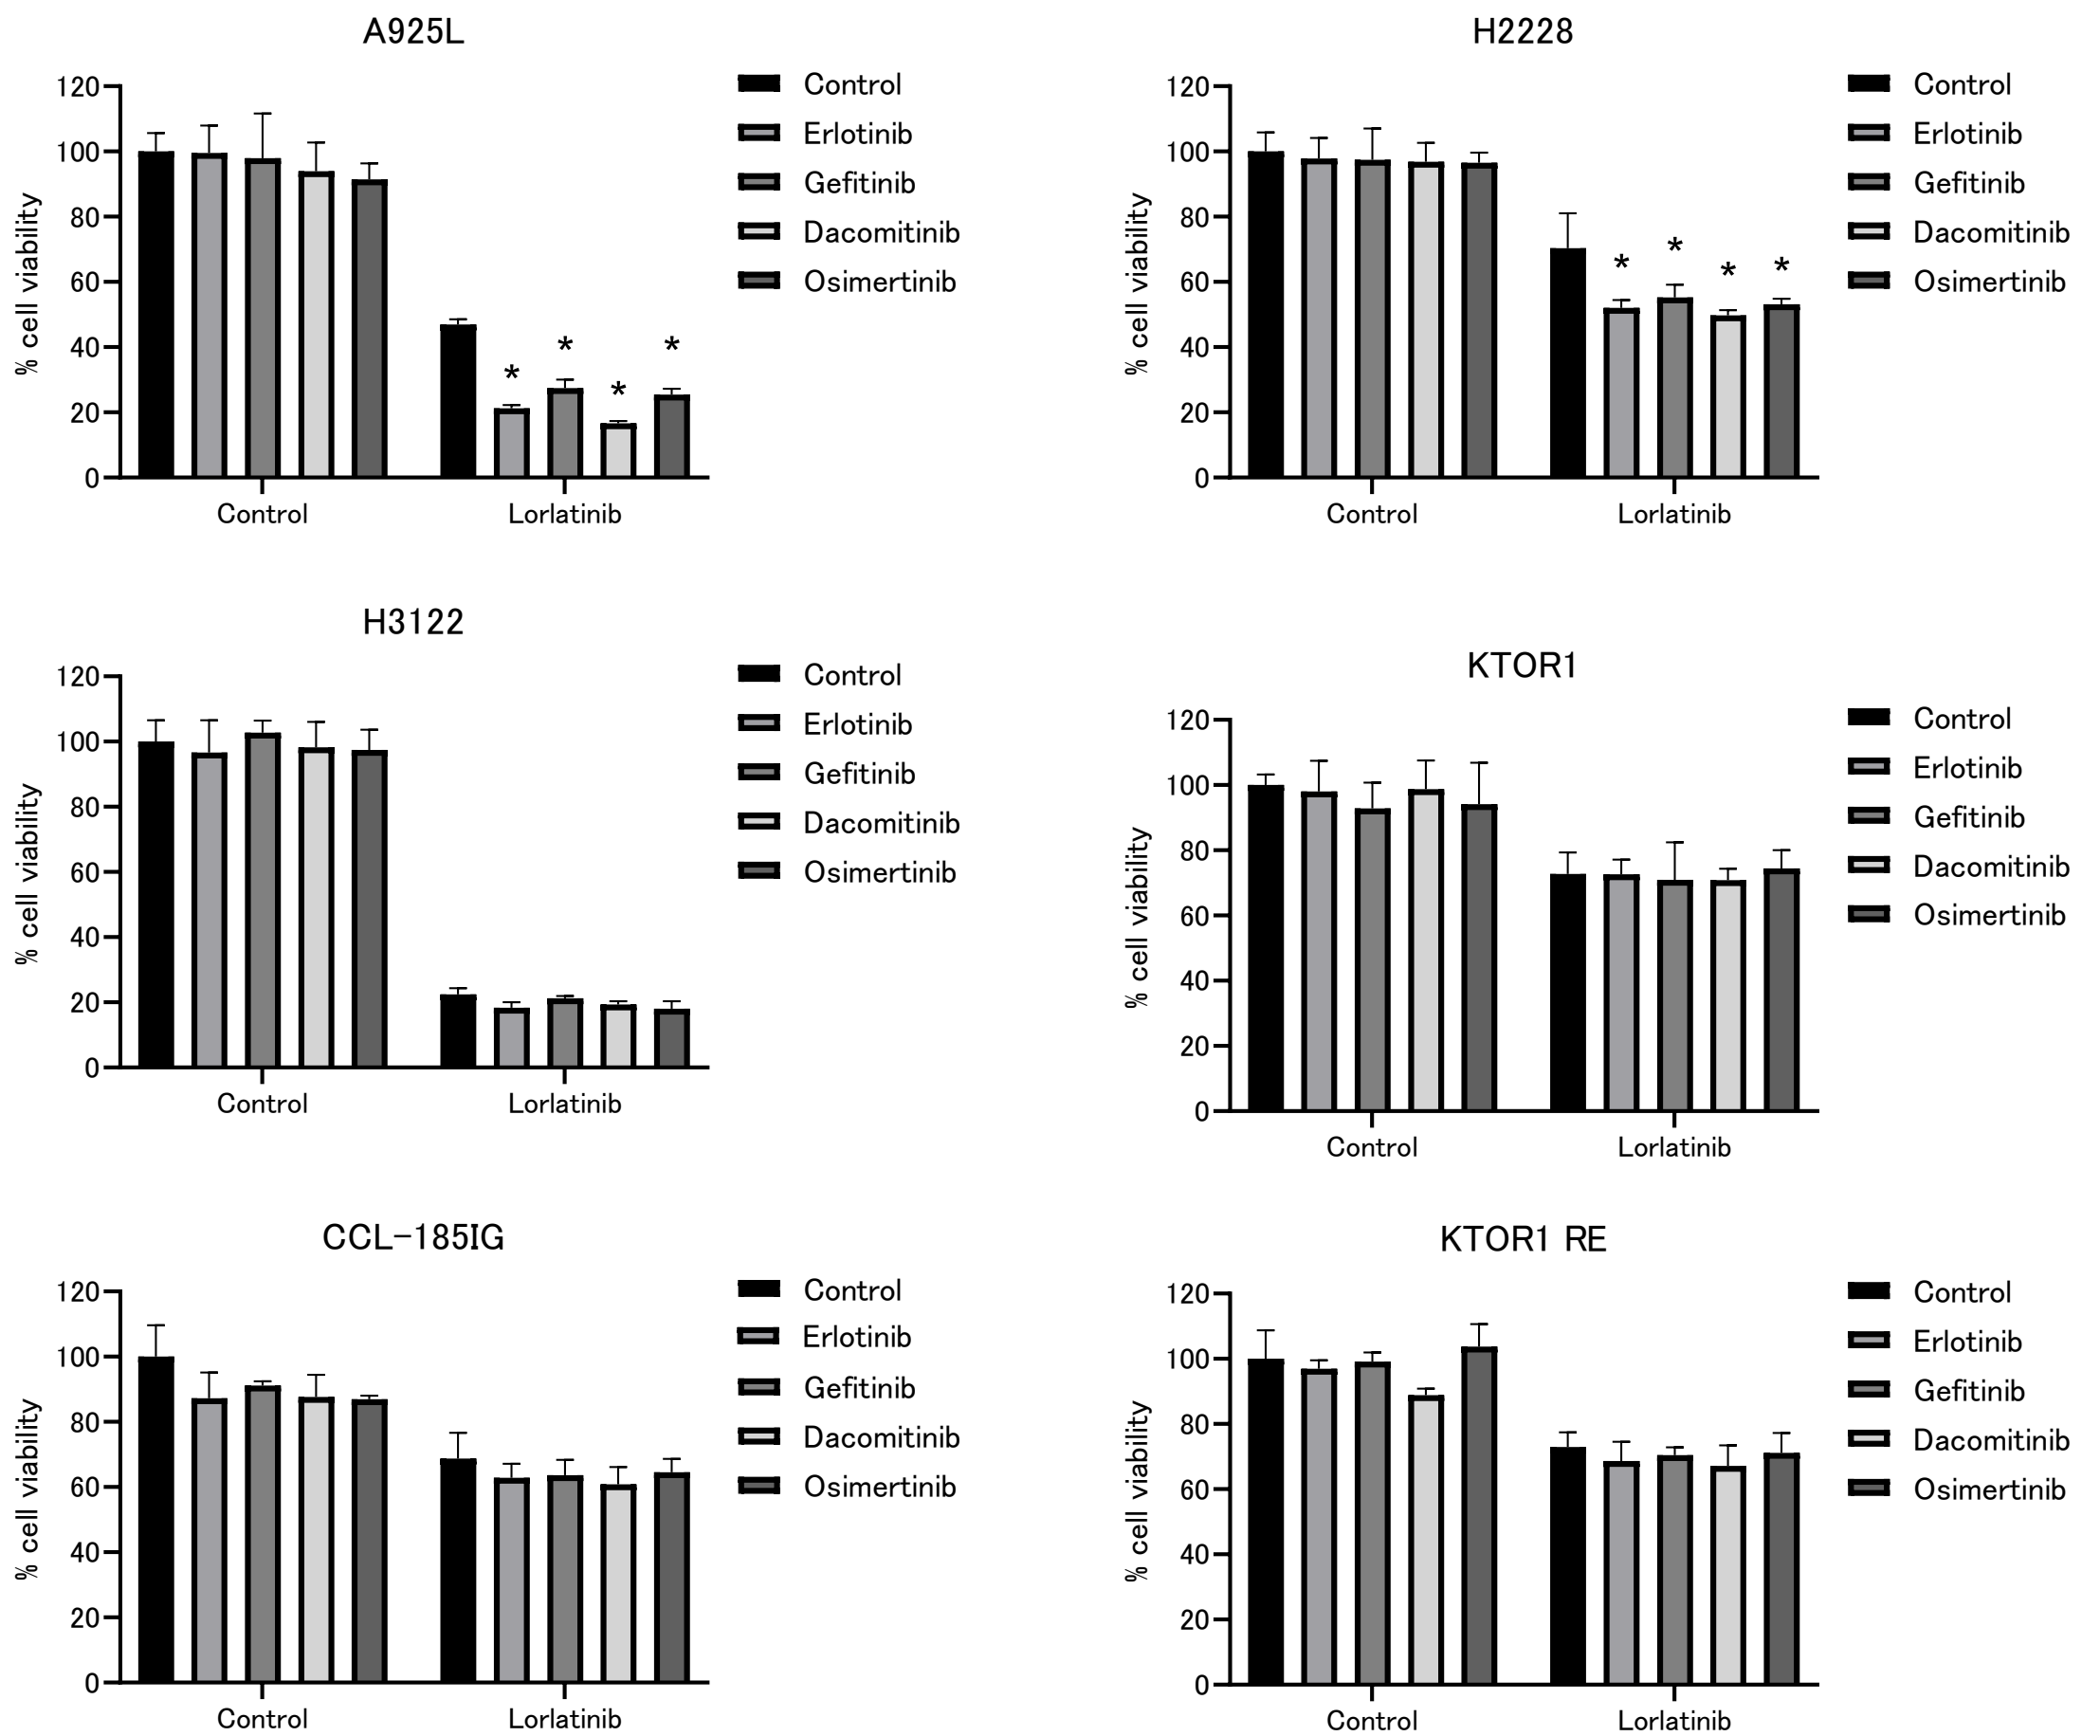 A925L
120
100
80
60
40
20
0
% cell viability
* * * *
Control Lorlatinib
Control
Erlotinib
Gefitinib
Dacomitinib
Osimertinib
H2228
120
100
80
60
40
20
0
% cell viability
* * * *
Control Lorlatinib
Control
Erlotinib
Gefitinib
Dacomitinib
Osimertinib
H3122
120
100
80
60
40
20
0
% cell viability
Control Lorlatinib
Control
Erlotinib
Gefitinib
Dacomitinib
Osimertinib
KTOR1
120
100
80
60
40
20
0
% cell viability
Control Lorlatinib
Control
Erlotinib
Gefitinib
Dacomitinib
Osimertinib
CCL-185IG
120
100
80
60
40
20
0
% cell viability
Control Lorlatinib
Control
Erlotinib
Gefitinib
Dacomitinib
Osimertinib
KTOR1 RE
120
100
80
60
40
20
0
% cell viability
Control Lorlatinib
Control
Erlotinib
Gefitinib
Dacomitinib
Osimertinib